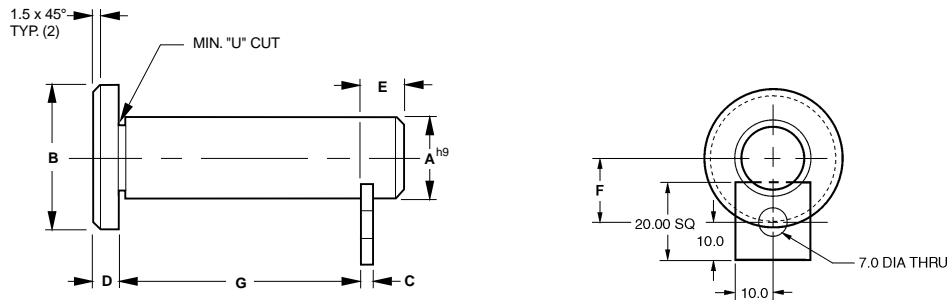 1.5 x 45°
TYP. (2)
MIN. "U" CUT
E
B
A h9
F
20.00 SQ
10.0
7.0 DIA THRU
D
G
C
10.0